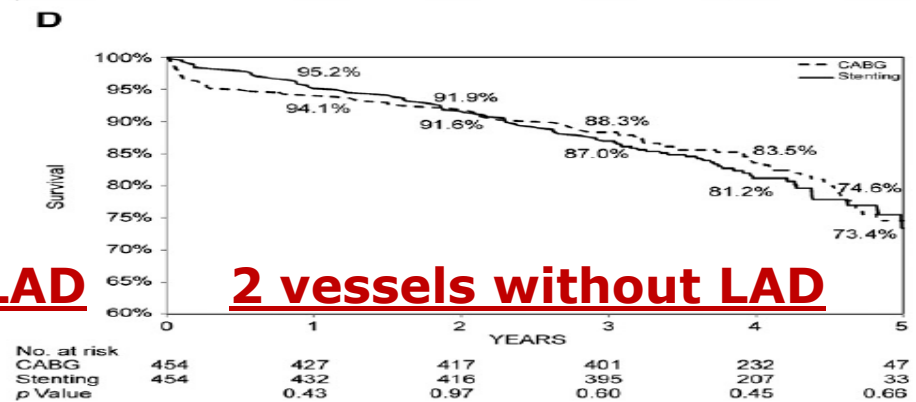 D
100%
95%
90%
85%
80%
75%
70%
65%
60%
Survival
CABG
Stenting
95.2%
94.1%
91.9%
91.6%
88.3%
87.0%
83.5%
81.2%
74.6%
73.4%
LAD
2 vessels without LAD
0 1 2 3 4 5
YEARS
No. at risk
CABG 454 427 417 401 232 47
Stenting 454 432 416 395 207 33
p Value 0.43 0.97 0.60 0.45 0.66